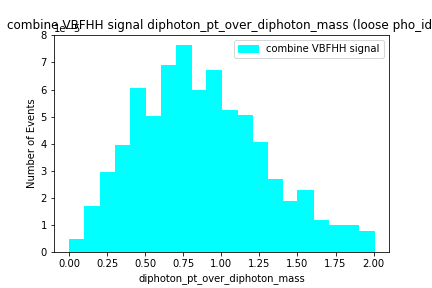 combine VBFHH signal diphoton_pt_over_diphoton_mass (loose pho_id
1e−5
combine VBFHH signal
Number of Events
8
7
6
5
4
3
2
1
0
0.00 0.25 0.50 0.75 1.00 1.25 1.50 1.75 2.00
diphoton_pt_over_diphoton_mass